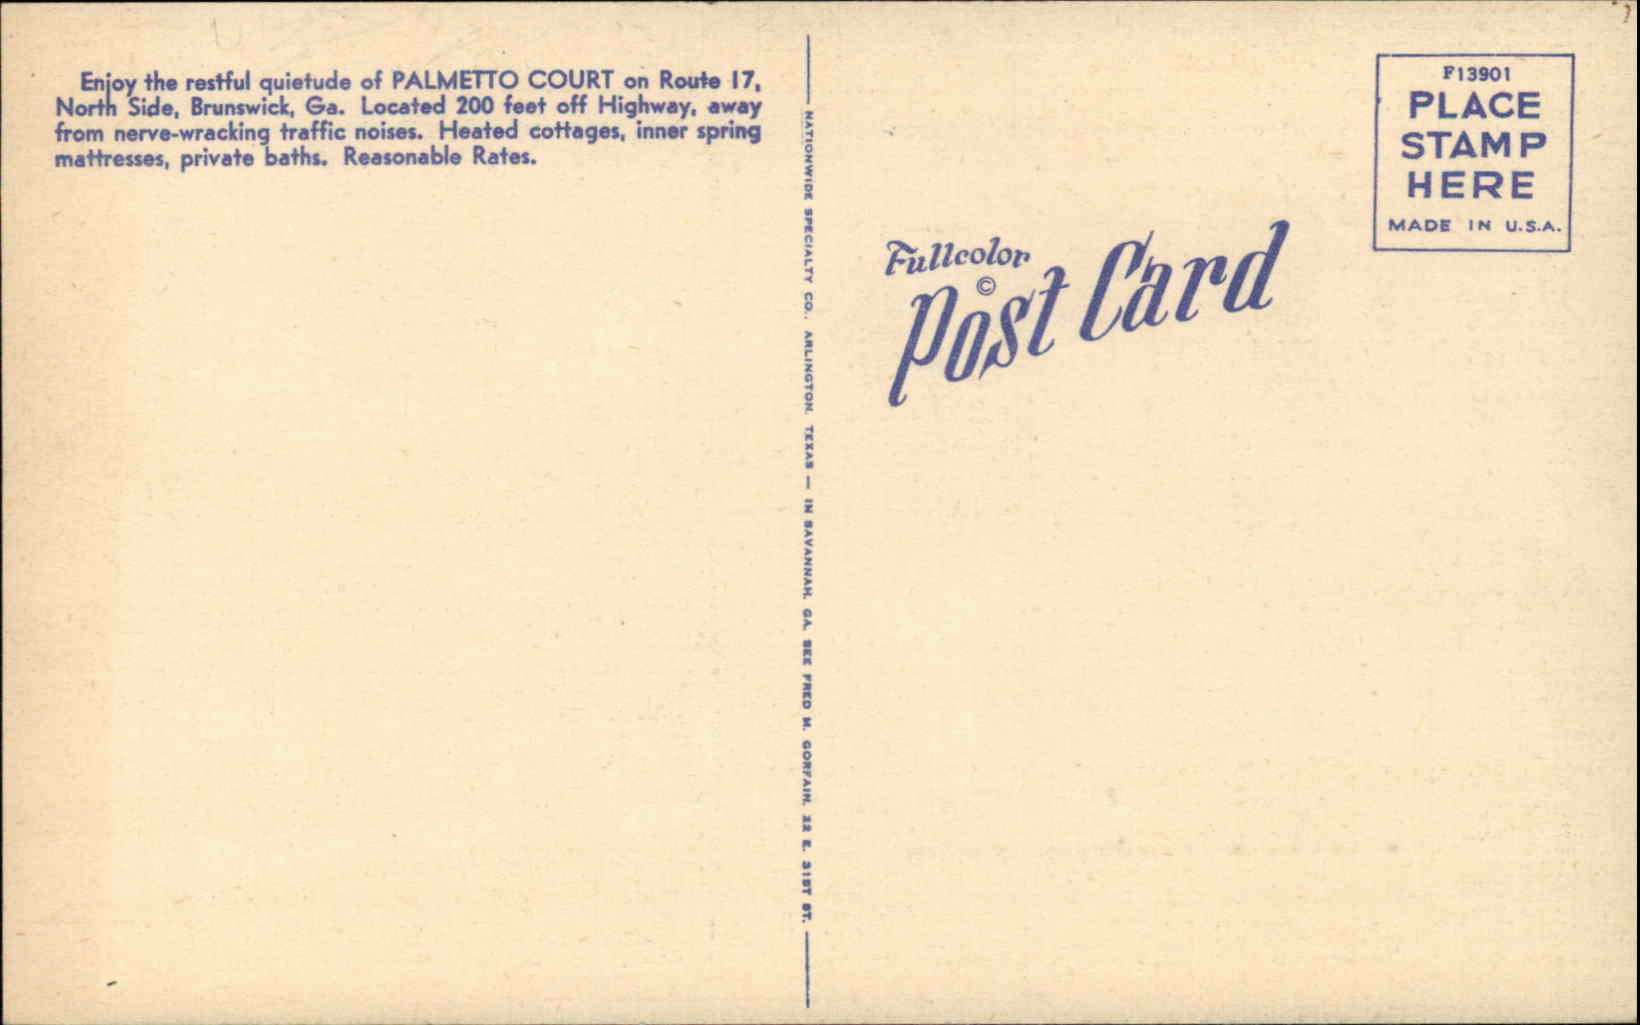 Enjoy the restful quietude of PALMETTO COURT on Route 17,
North Side, Brunswick, Ga. Located 200 feet off Highway, away
from nerve-wracking traffic noises. Heated cottages, inner spring
mattresses, private baths. Reasonable Rates.
NATIONWIDE SPECIALTY CO., ARLINGTON, TEXAS — IN SAVANNAH, GA. SEE FRED M. GORFAIN, 22 E. 31ST ST.
Fullcolor
©
Post Card
F13901
PLACE
STAMP
HERE
MADE IN U.S.A.